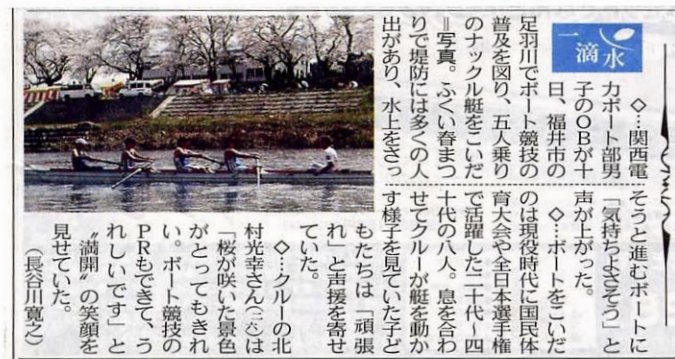 一滴水
◇…関西電
力ボート部男
子のOBが十
日、福井市の
足羽川でボート競技の
普及を図り、五人乗り
のナックル艇をこいだ
＝写真。ふくい春まつ
りで堤防には多くの人
出があり、水上をさっ
そうと進むボートに
「気持ちよさそう」と
声が上がった。
◇…ボートをこいだ
のは現役時代に国民体
育大会や全日本選手権
で活躍した二十代〜四
十代の八人。息を合わ
せてクルーが艇を動か
す様子を見ていた子ど
もたちは「頑張
れ」と声援を寄せ
ていた。
◇…クルーの北
村光幸さん(二六)は
「桜が咲いた景色
がとってもきれ
い。ボート競技の
PRもできて、う
れしいです」と
〝満開〟の笑顔を
見せていた。
(長谷川寛之)